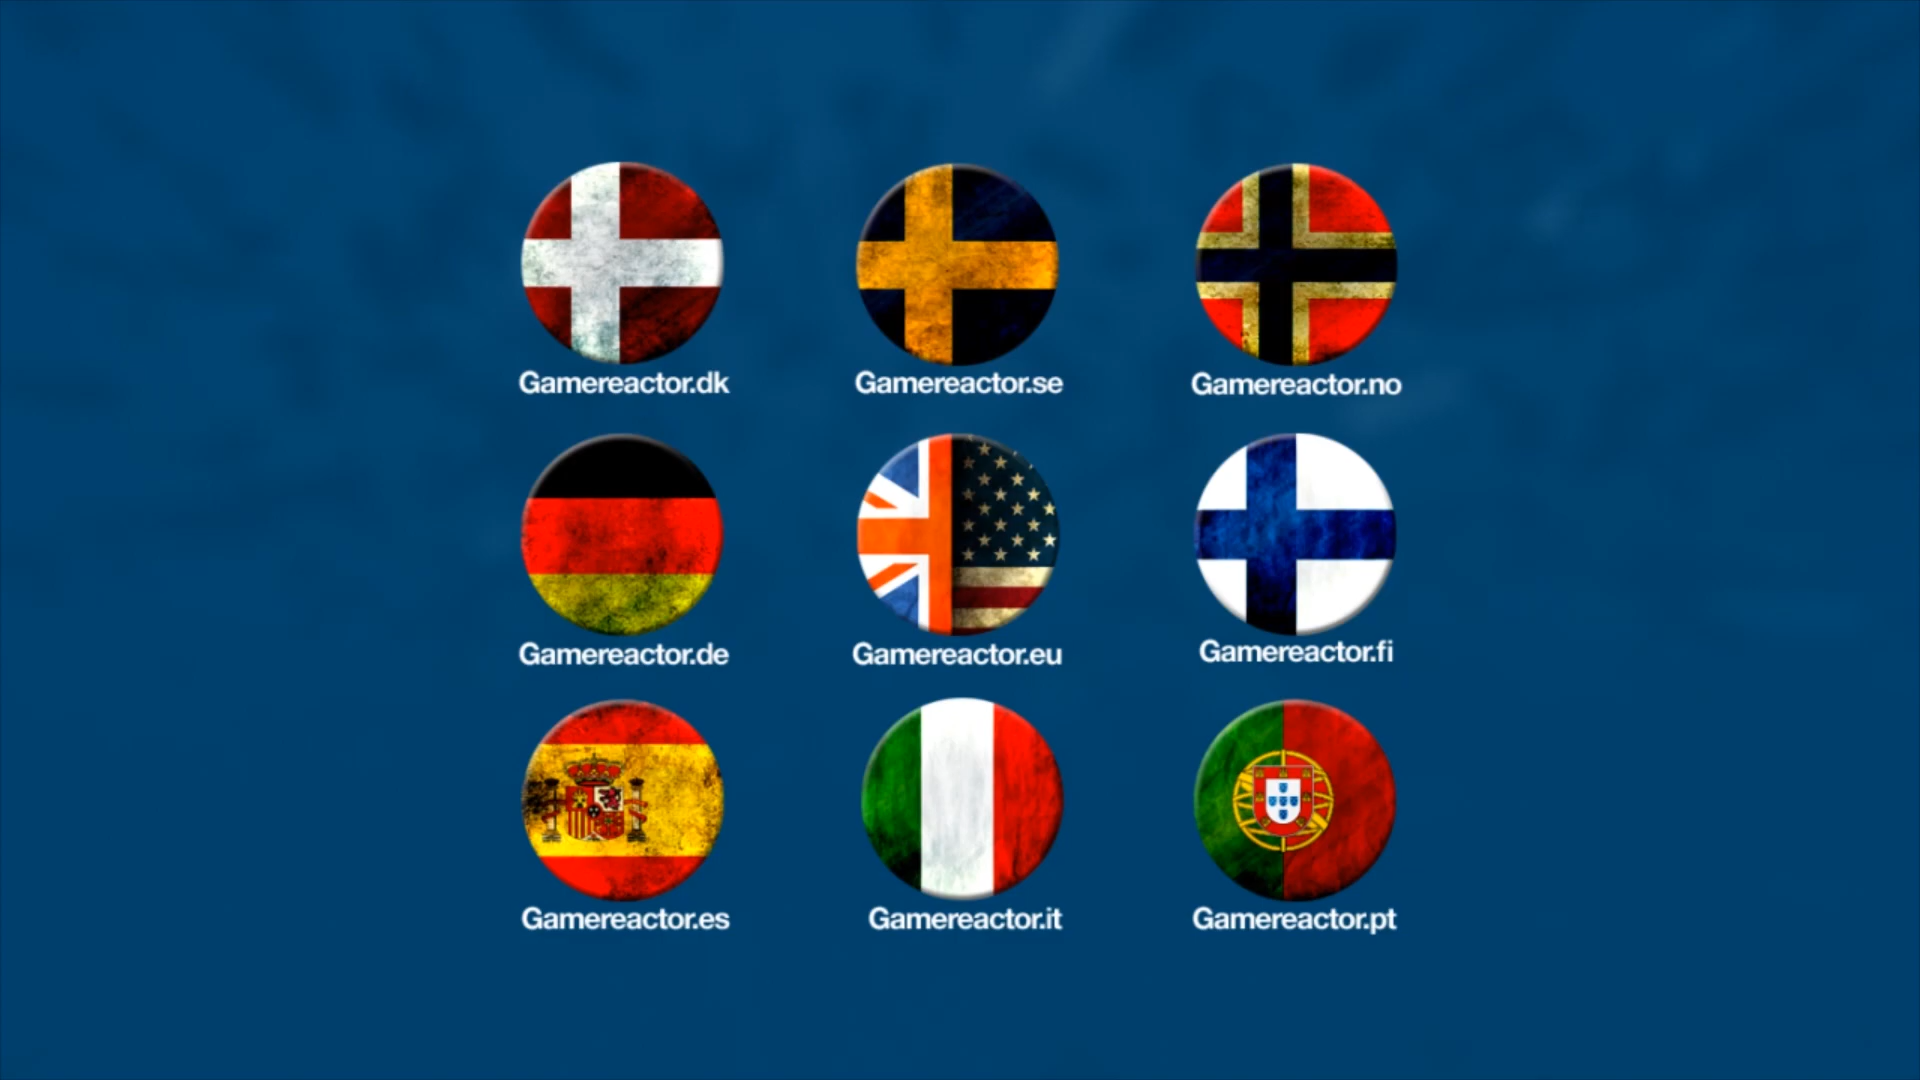 Gamereactor.dk
Gamereactor.se
Gamereactor.no
Gamereactor.de
Gamereactor.eu
Gamereactor.fi
Gamereactor.es
Gamereactor.it
Gamereactor.pt